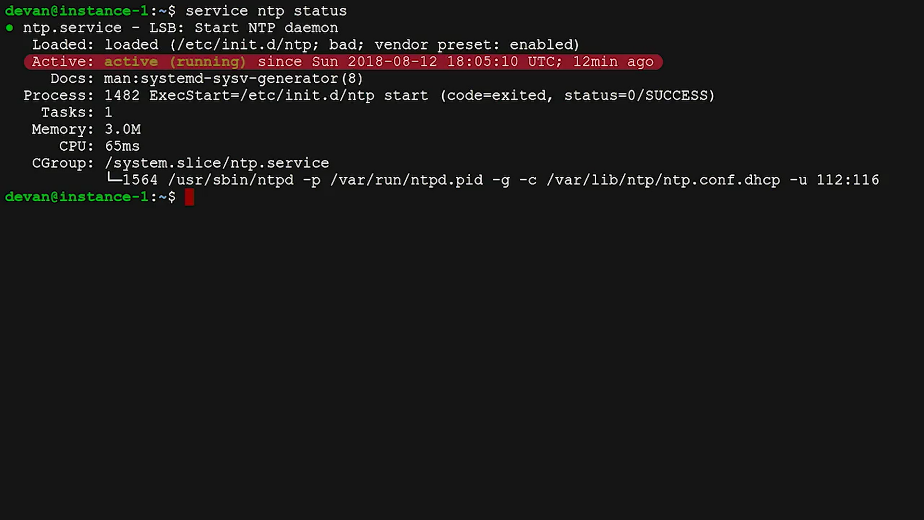 devan@instance-1:~$ service ntp status
● ntp.service - LSB: Start NTP daemon
Loaded: loaded (/etc/init.d/ntp; bad; vendor preset: enabled)
Active: active (running) since Sun 2018-08-12 18:05:10 UTC; 12min ago
Docs: man:systemd-sysv-generator(8)
Process: 1482 ExecStart=/etc/init.d/ntp start (code=exited, status=0/SUCCESS)
Tasks: 1
Memory: 3.0M
CPU: 65ms
CGroup: /system.slice/ntp.service
└─1564 /usr/sbin/ntpd -p /var/run/ntpd.pid -g -c /var/lib/ntp/ntp.conf.dhcp -u 112:116
devan@instance-1:~$